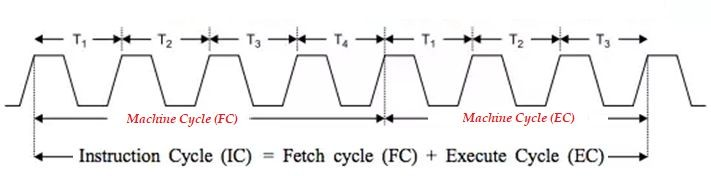 T1 T2 T3 T4 T1 T2 T3
Machine Cycle (FC) Machine Cycle (EC)
Instruction Cycle (IC) = Fetch cycle (FC) + Execute Cycle (EC)